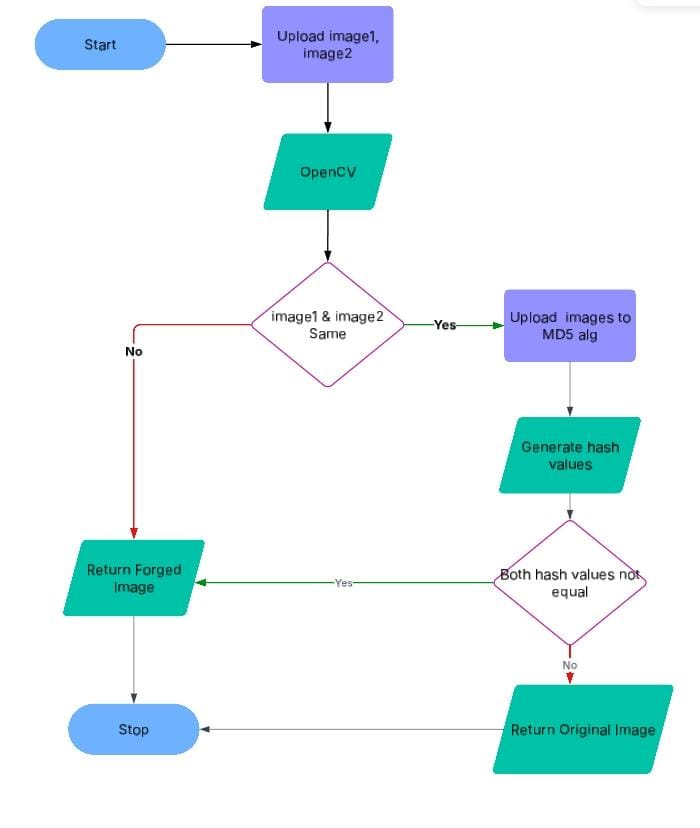 Start
Upload image1,
image2
OpenCV
image1 & image2
Same
Yes
Upload images to
MD5 alg
No
Generate hash
values
Both hash values not
equal
Yes
Return Forged
Image
No
Return Original Image
Stop